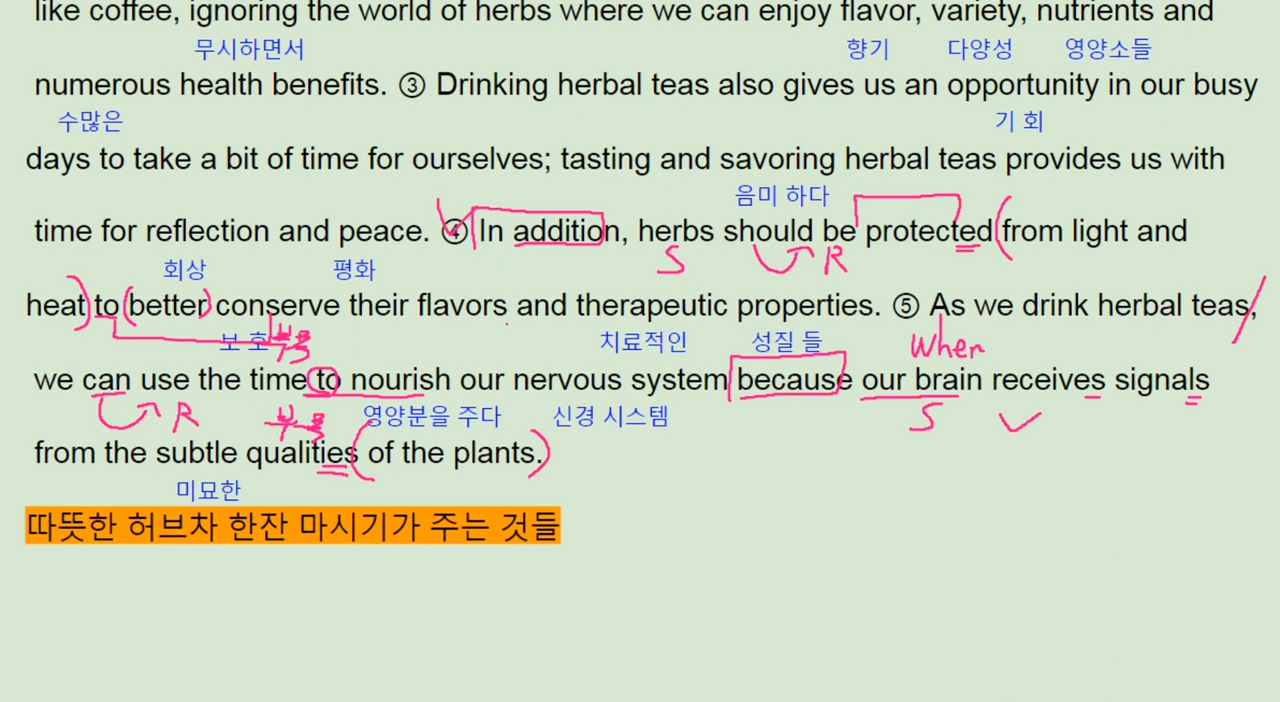 like coffee, ignoring the world of herbs where we can enjoy flavor, variety, nutrients and
무시하면서 향기 다양성 영양소들
numerous health benefits. ③ Drinking herbal teas also gives us an opportunity in our busy
수많은 기 회
days to take a bit of time for ourselves; tasting and savoring herbal teas provides us with
음미 하다
time for reflection and peace. ④ In addition, herbs should be protected from light and
회상 평화 S R
heat to better conserve their flavors and therapeutic properties. ⑤ As we drink herbal teas,
보 호 치료적인 성질 들 When
we can use the time to nourish our nervous system because our brain receives signals
R 영양분을 주다 신경 시스템 S
from the subtle qualities of the plants.
미묘한
따뜻한 허브차 한잔 마시기가 주는 것들